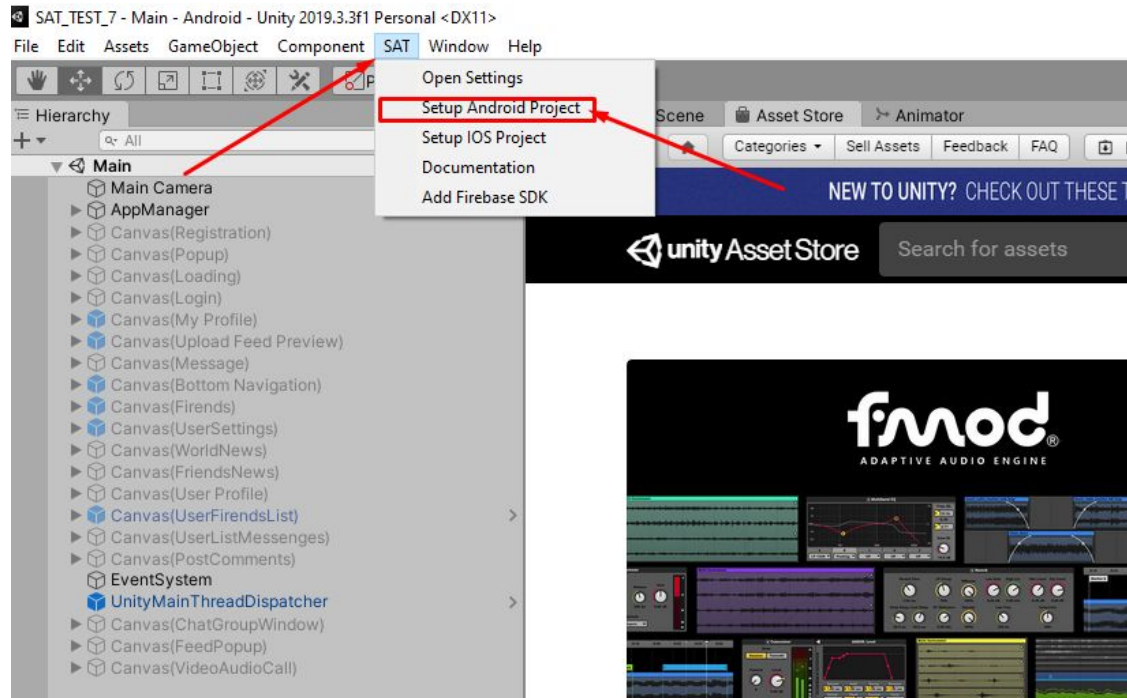 SAT_TEST_7 - Main - Android - Unity 2019.3.3f1 Personal <DX11>
File Edit Assets GameObject Component SAT Window Help
Open Settings
Setup Android Project
Setup IOS Project
Documentation
Add Firebase SDK
Hierarchy
All
Main
Main Camera
AppManager
Canvas(Registration)
Canvas(Popup)
Canvas(Loading)
Canvas(Login)
Canvas(My Profile)
Canvas(Upload Feed Preview)
Canvas(Message)
Canvas(Bottom Navigation)
Canvas(Firends)
Canvas(UserSettings)
Canvas(WorldNews)
Canvas(FriendsNews)
Canvas(User Profile)
Canvas(UserFirendsList)
Canvas(UserListMessenges)
Canvas(PostComments)
EventSystem
UnityMainThreadDispatcher
Canvas(ChatGroupWindow)
Canvas(FeedPopup)
Canvas(VideoAudioCall)
Scene Asset Store Animator
Categories Sell Assets Feedback FAQ
NEW TO UNITY? CHECK OUT THESE
unity Asset Store Search for assets
fmod
ADAPTIVE AUDIO ENGINE